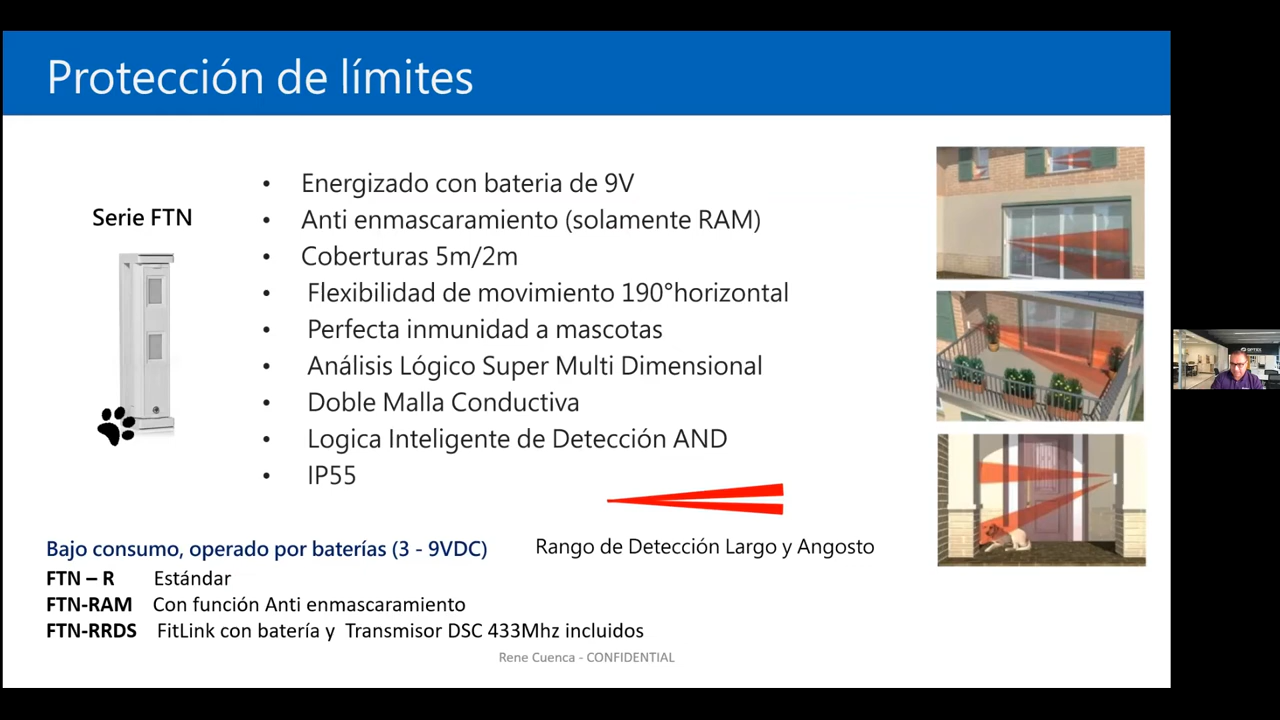 Protección de límites
Serie FTN
• Energizado con bateria de 9V
• Anti enmascaramiento (solamente RAM)
• Coberturas 5m/2m
• Flexibilidad de movimiento 190°horizontal
• Perfecta inmunidad a mascotas
• Análisis Lógico Super Multi Dimensional
• Doble Malla Conductiva
• Logica Inteligente de Detección AND
• IP55
Bajo consumo, operado por baterías (3 - 9VDC)
Rango de Detección Largo y Angosto
FTN – R Estándar
FTN-RAM Con función Anti enmascaramiento
FTN-RRDS FitLink con batería y Transmisor DSC 433Mhz incluidos
Rene Cuenca - CONFIDENTIAL
OPTEX